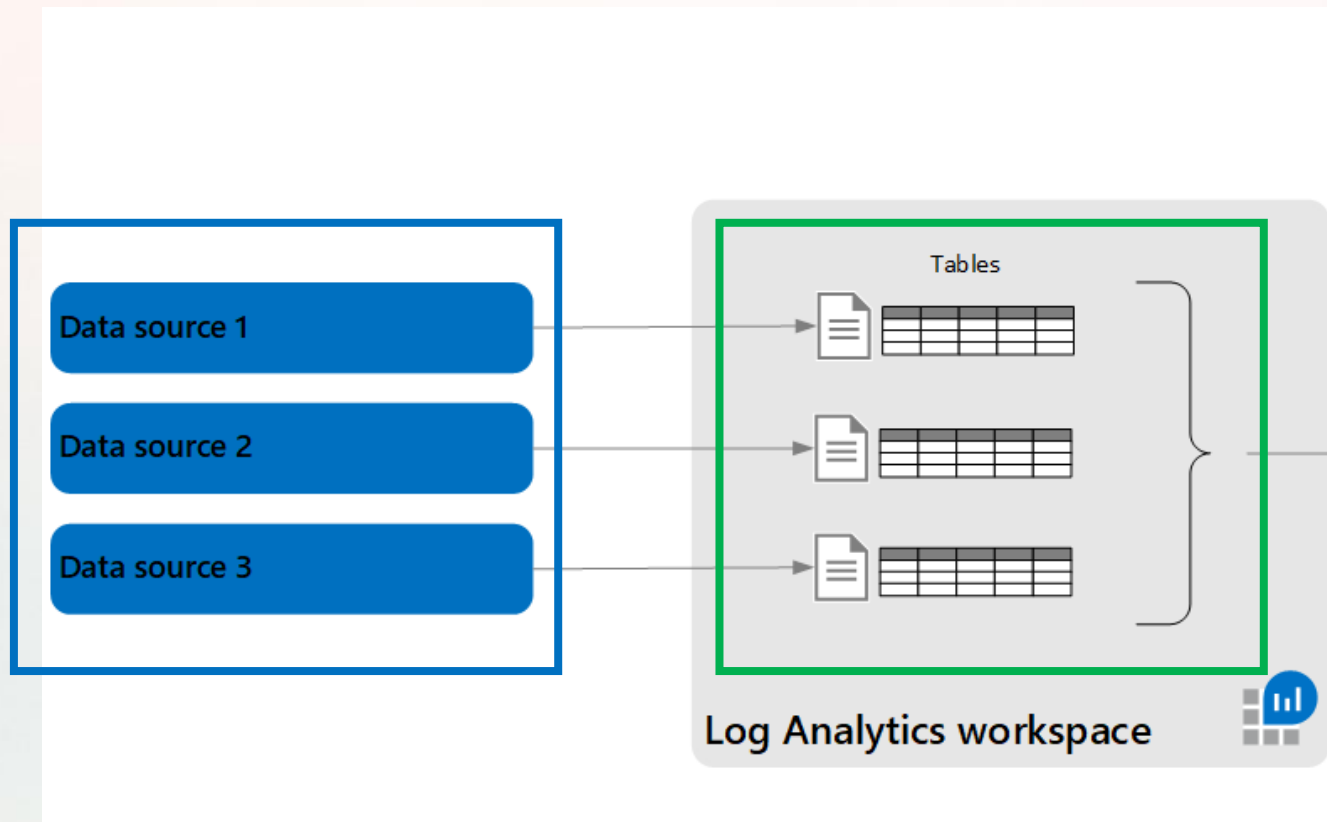 Tables
Data source 1
Data source 2
Data source 3
Log Analytics workspace